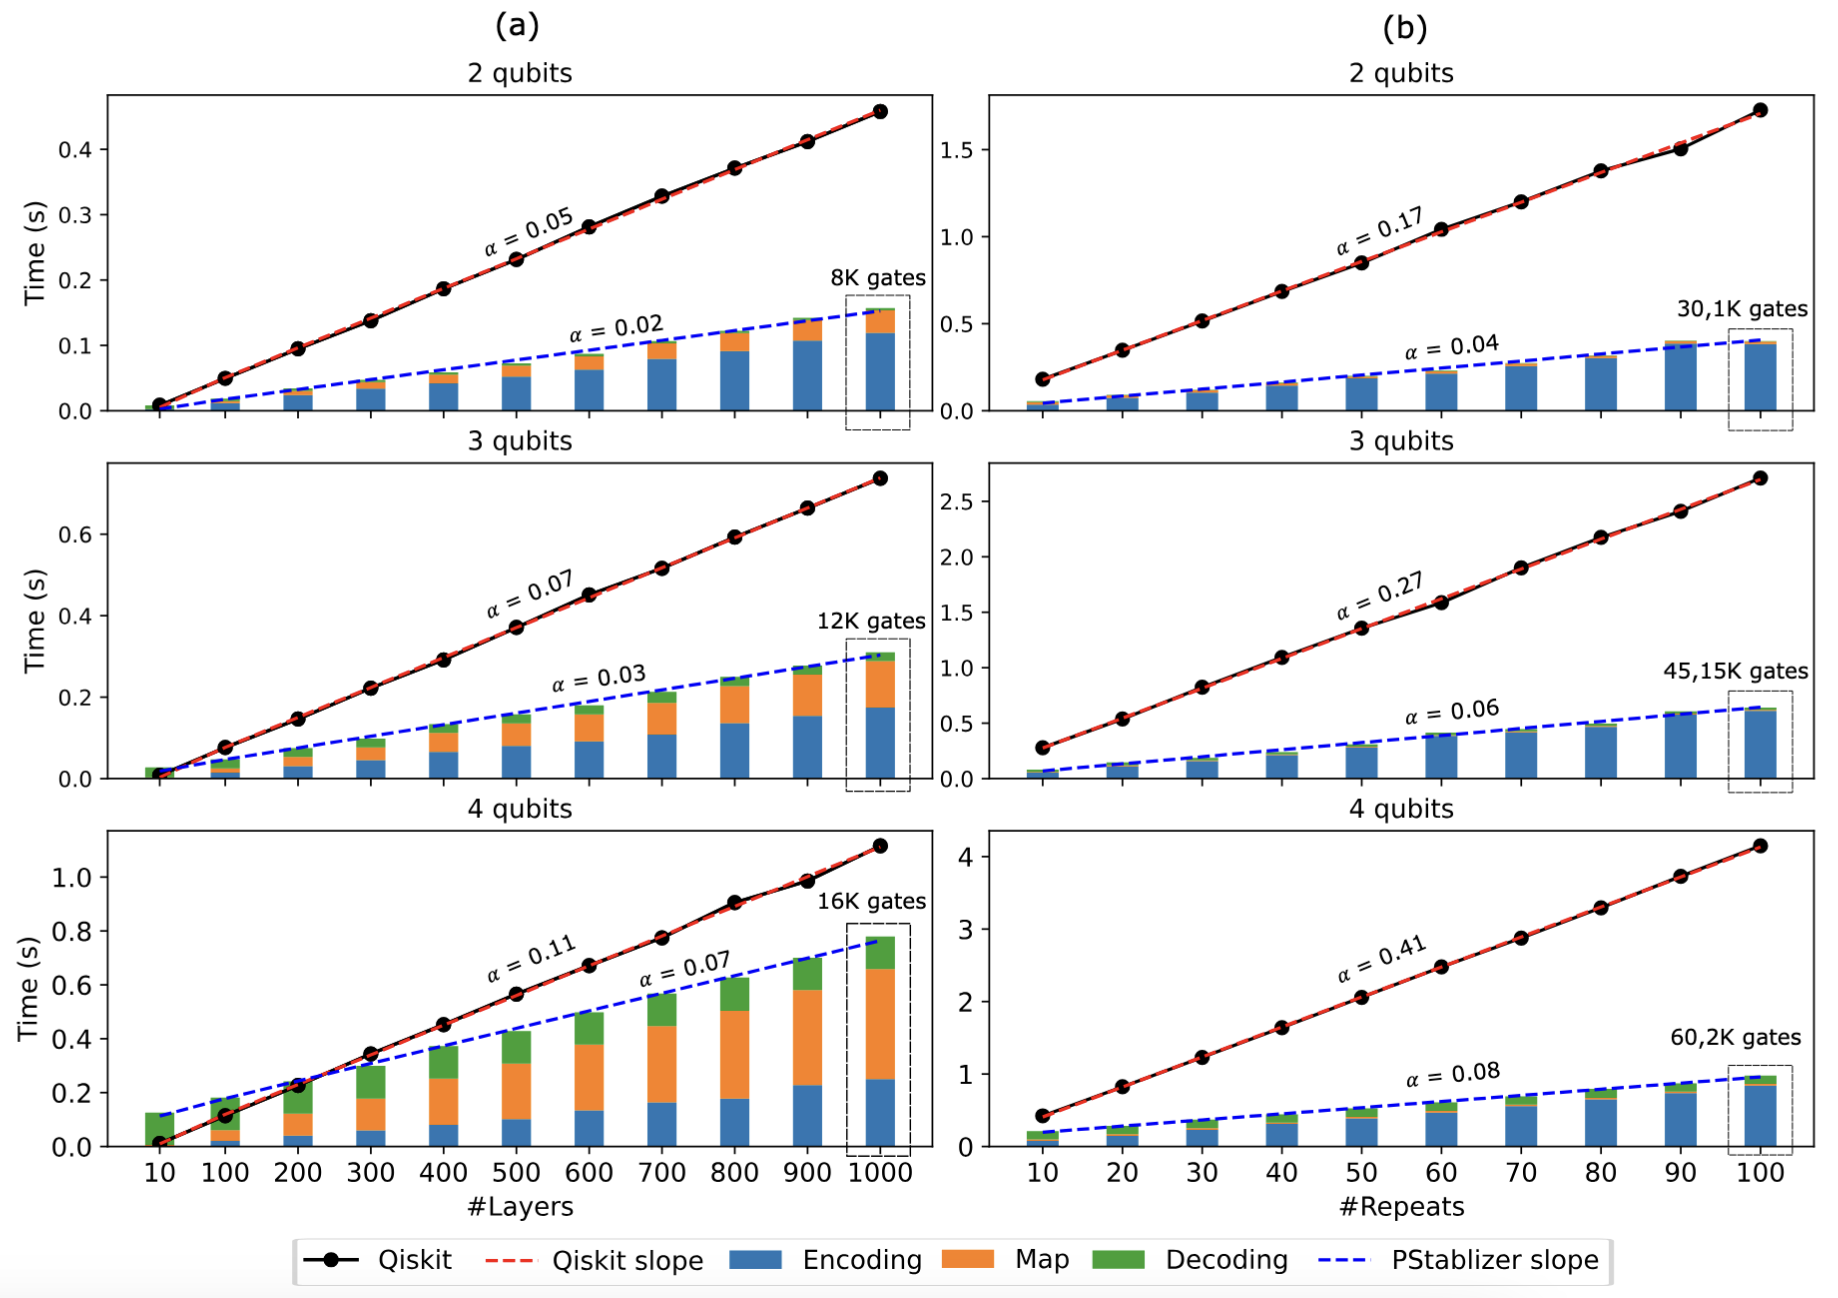 (a)
2 qubits
Time (s)
0.4
0.3
0.2
0.1
0.0
α = 0.05
α = 0.02
8K gates
3 qubits
Time (s)
0.6
0.4
0.2
0.0
α = 0.07
α = 0.03
12K gates
4 qubits
Time (s)
1.0
0.8
0.6
0.4
0.2
0.0
α = 0.11
α = 0.07
16K gates
10 100 200 300 400 500 600 700 800 900 1000
#Layers
(b)
2 qubits
1.5
1.0
0.5
0.0
α = 0.17
α = 0.04
30,1K gates
3 qubits
2.5
2.0
1.5
1.0
0.5
0.0
α = 0.27
α = 0.06
45,15K gates
4 qubits
4
3
2
1
0
α = 0.41
α = 0.08
60,2K gates
10 20 30 40 50 60 70 80 90 100
#Repeats
Qiskit Qiskit slope Encoding Map Decoding PStablizer slope